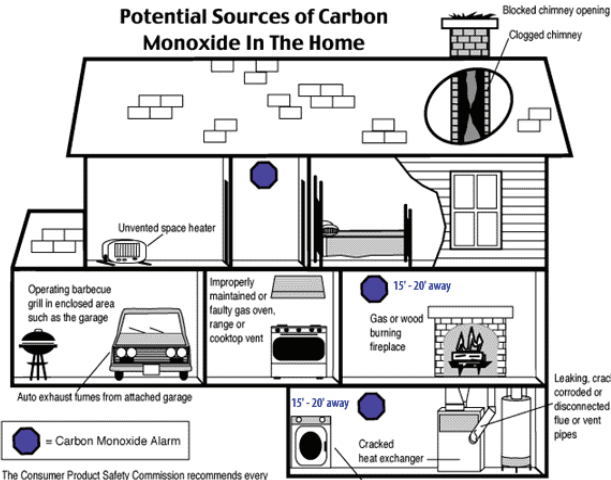 Potential Sources of Carbon
Monoxide In The Home
Blocked chimney opening
Clogged chimney
Unvented space heater
Operating barbecue
grill in enclosed area
such as the garage
Improperly
maintained or
faulty gas oven,
range or
cooktop vent
15' - 20' away
Gas or wood
burning
fireplace
Auto exhaust fumes from attached garage
15' - 20' away
Cracked
heat exchanger
Leaking, crac
corroded or
disconnected
flue or vent
pipes
= Carbon Monoxide Alarm
The Consumer Product Safety Commission recommends every